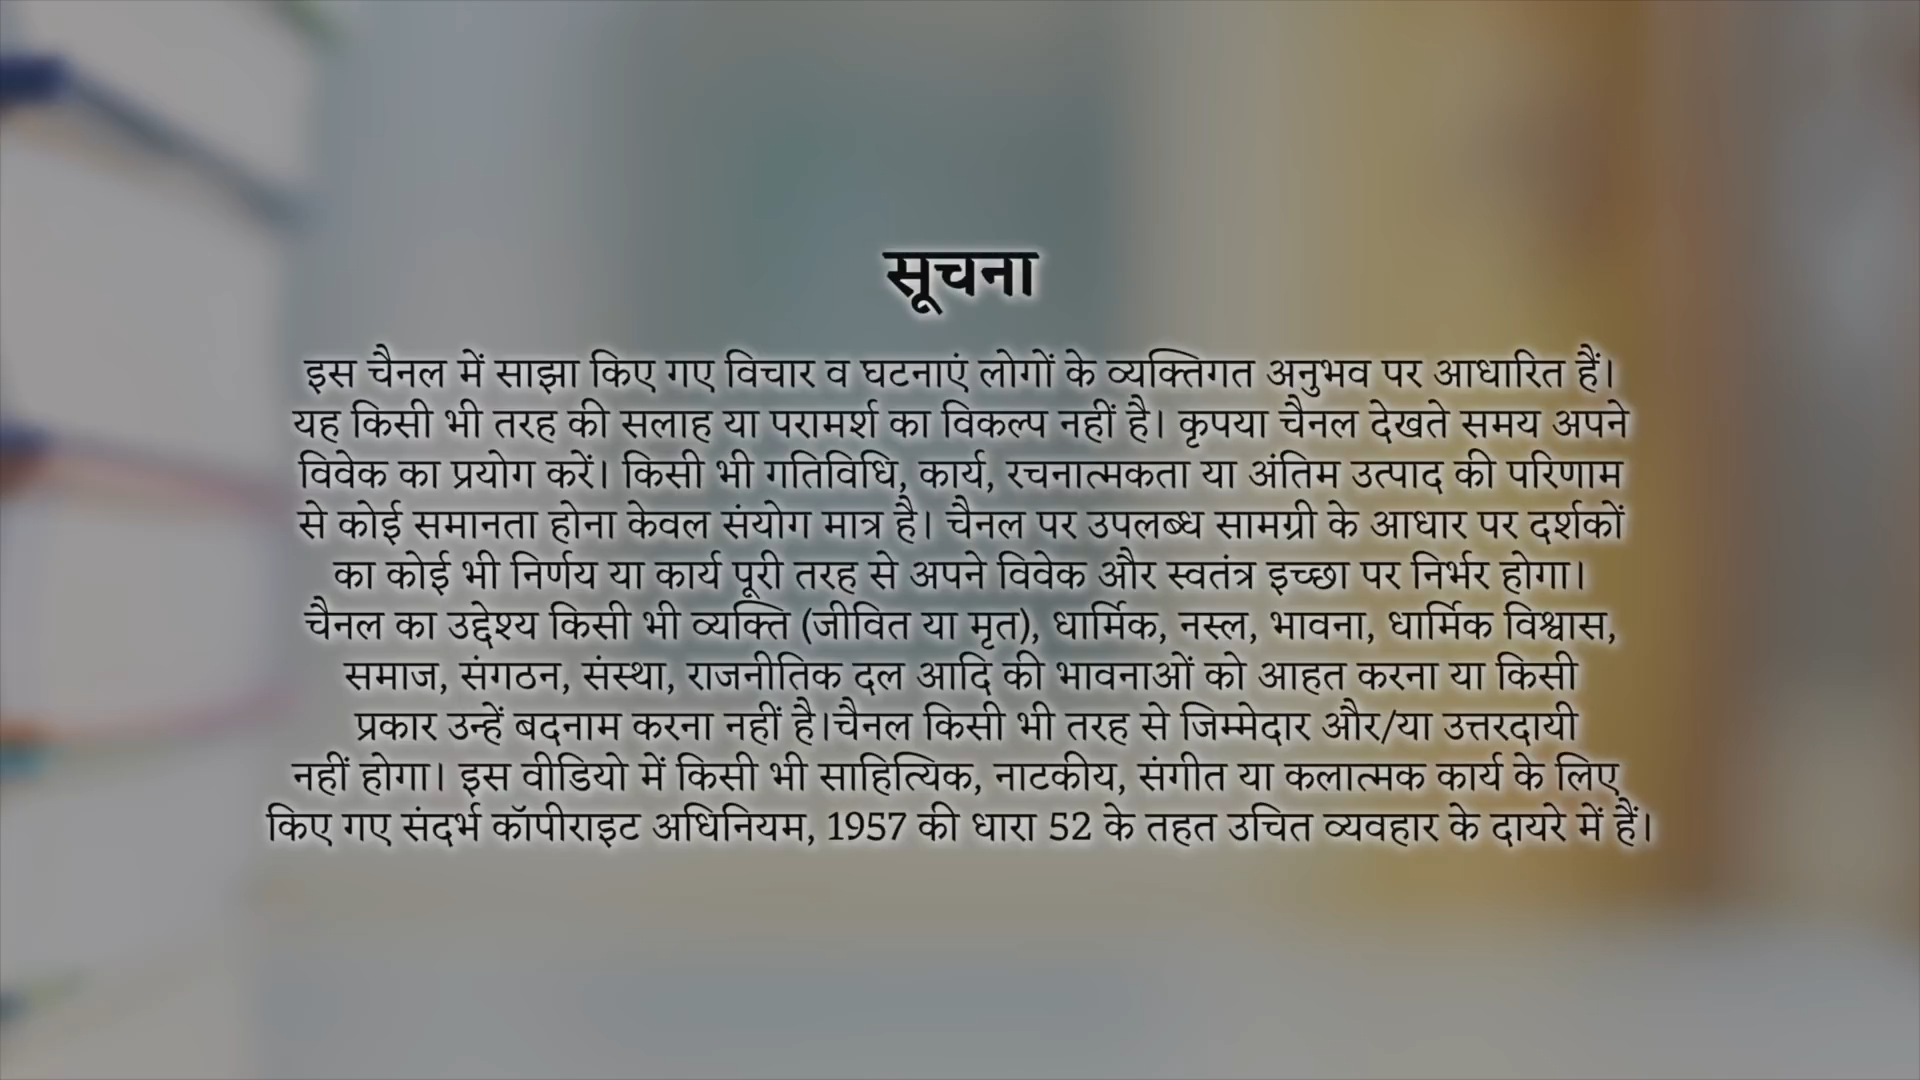 सूचना
इस चैनल में साझा किए गए विचार व घटनाएं लोगों के व्यक्तिगत अनुभव पर आधारित हैं।
यह किसी भी तरह की सलाह या परामर्श का विकल्प नहीं है। कृपया चैनल देखते समय अपने
विवेक का प्रयोग करें। किसी भी गतिविधि, कार्य, रचनात्मकता या अंतिम उत्पाद की परिणाम
से कोई समानता होना केवल संयोग मात्र है। चैनल पर उपलब्ध सामग्री के आधार पर दर्शकों
का कोई भी निर्णय या कार्य पूरी तरह से अपने विवेक और स्वतंत्र इच्छा पर निर्भर होगा।
चैनल का उद्देश्य किसी भी व्यक्ति (जीवित या मृत), धार्मिक, नस्ल, भावना, धार्मिक विश्वास,
समाज, संगठन, संस्था, राजनीतिक दल आदि की भावनाओं को आहत करना या किसी
प्रकार उन्हें बदनाम करना नहीं है।चैनल किसी भी तरह से जिम्मेदार और/या उत्तरदायी
नहीं होगा। इस वीडियो में किसी भी साहित्यिक, नाटकीय, संगीत या कलात्मक कार्य के लिए
किए गए संदर्भ कॉपीराइट अधिनियम, 1957 की धारा 52 के तहत उचित व्यवहार के दायरे में हैं।